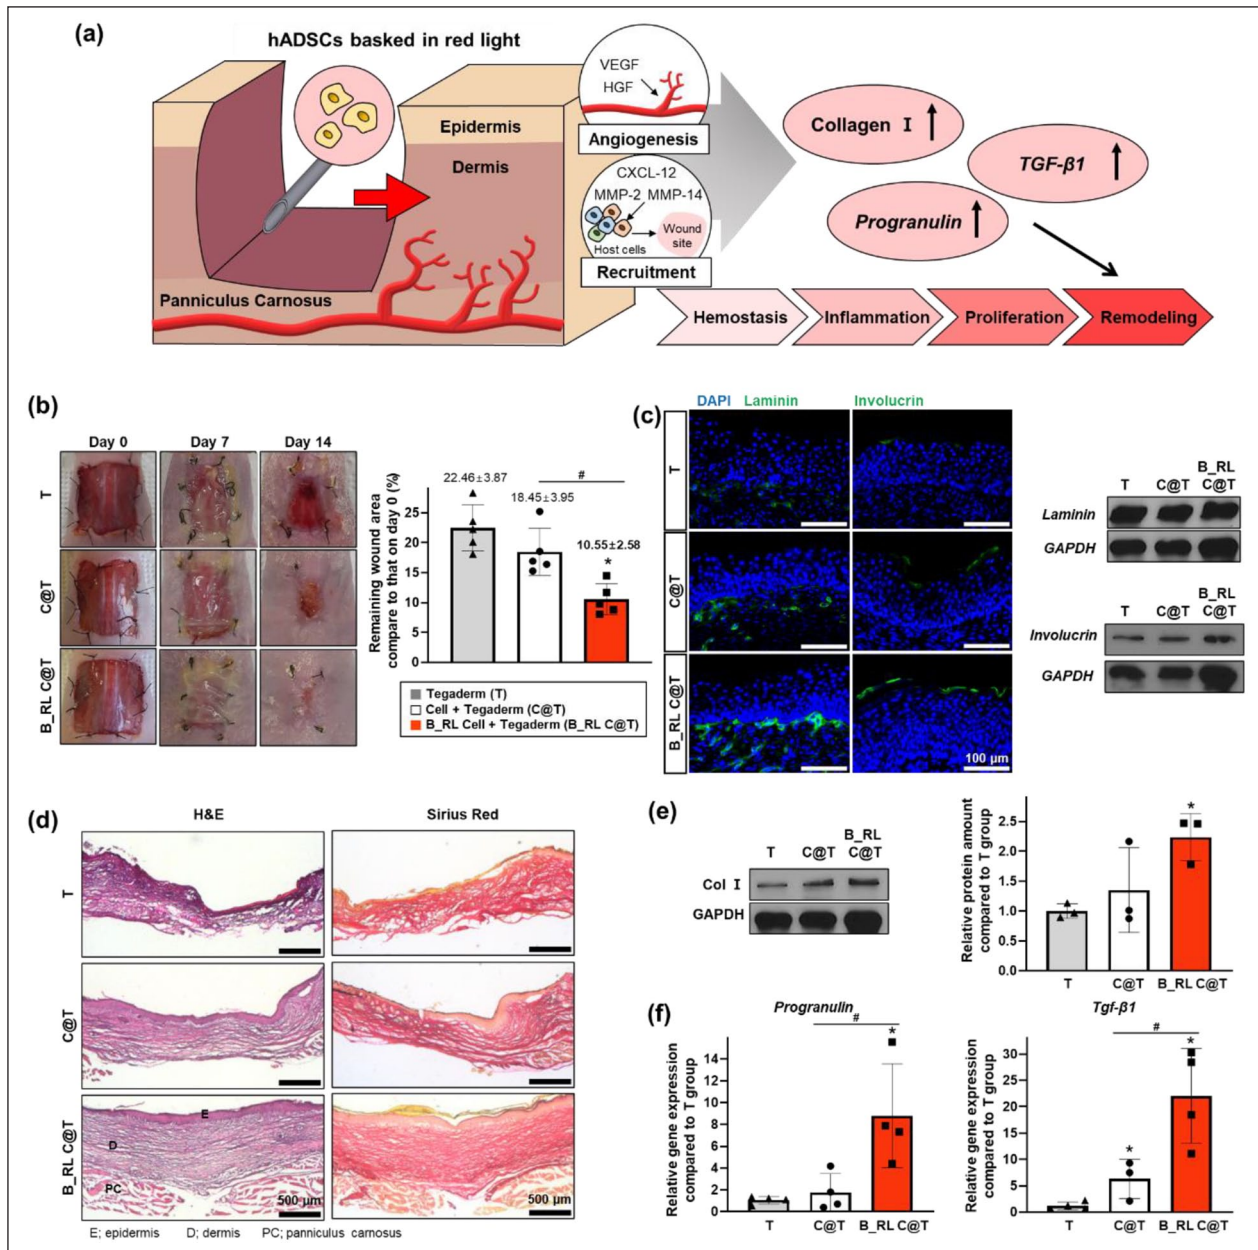 (a)
hADSCs basked in red light
Epidermis
Dermis
Panniculus Carnosus
VEGF
HGF
Angiogenesis
CXCL-12
MMP-2 MMP-14
Host cells
Wound
site
Recruitment
Collagen I
TGF-β1
Progranulin
Hemostasis
Inflammation
Proliferation
Remodeling
(b)
Day 0
Day 7
Day 14
T
C@T
B_RL C@T
Remaining wound area
compare to that on day 0 (%)
25
20
15
10
5
0
22.46±3.87
18.45±3.95
#
10.55±2.58
*
Tegaderm (T)
Cell + Tegaderm (C@T)
B_RL Cell + Tegaderm (B_RL C@T)
(c)
DAPI Laminin
Involucrin
T
C@T
B_RL C@T
100 μm
T
C@T
B_RL
C@T
Laminin
GAPDH
T
C@T
B_RL
C@T
Involucrin
GAPDH
(d)
H&E
Sirius Red
T
C@T
B_RL C@T
E
D
PC
500 μm
500 μm
E; epidermis D; dermis PC; panniculus carnosus
(e)
T
C@T
B_RL
C@T
Col I
GAPDH
Relative protein amount
compared to T group
2.5
2.0
1.5
1.0
0.5
0.0
*
T
C@T
B_RL C@T
(f)
Progranulin
Relative gene expression
compared to T group
14
12
10
8
6
4
2
0
#
*
T
C@T
B_RL C@T
Tgf-β1
Relative gene expression
compared to T group
30
25
20
15
10
5
0
#
*
*
T
C@T
B_RL C@T